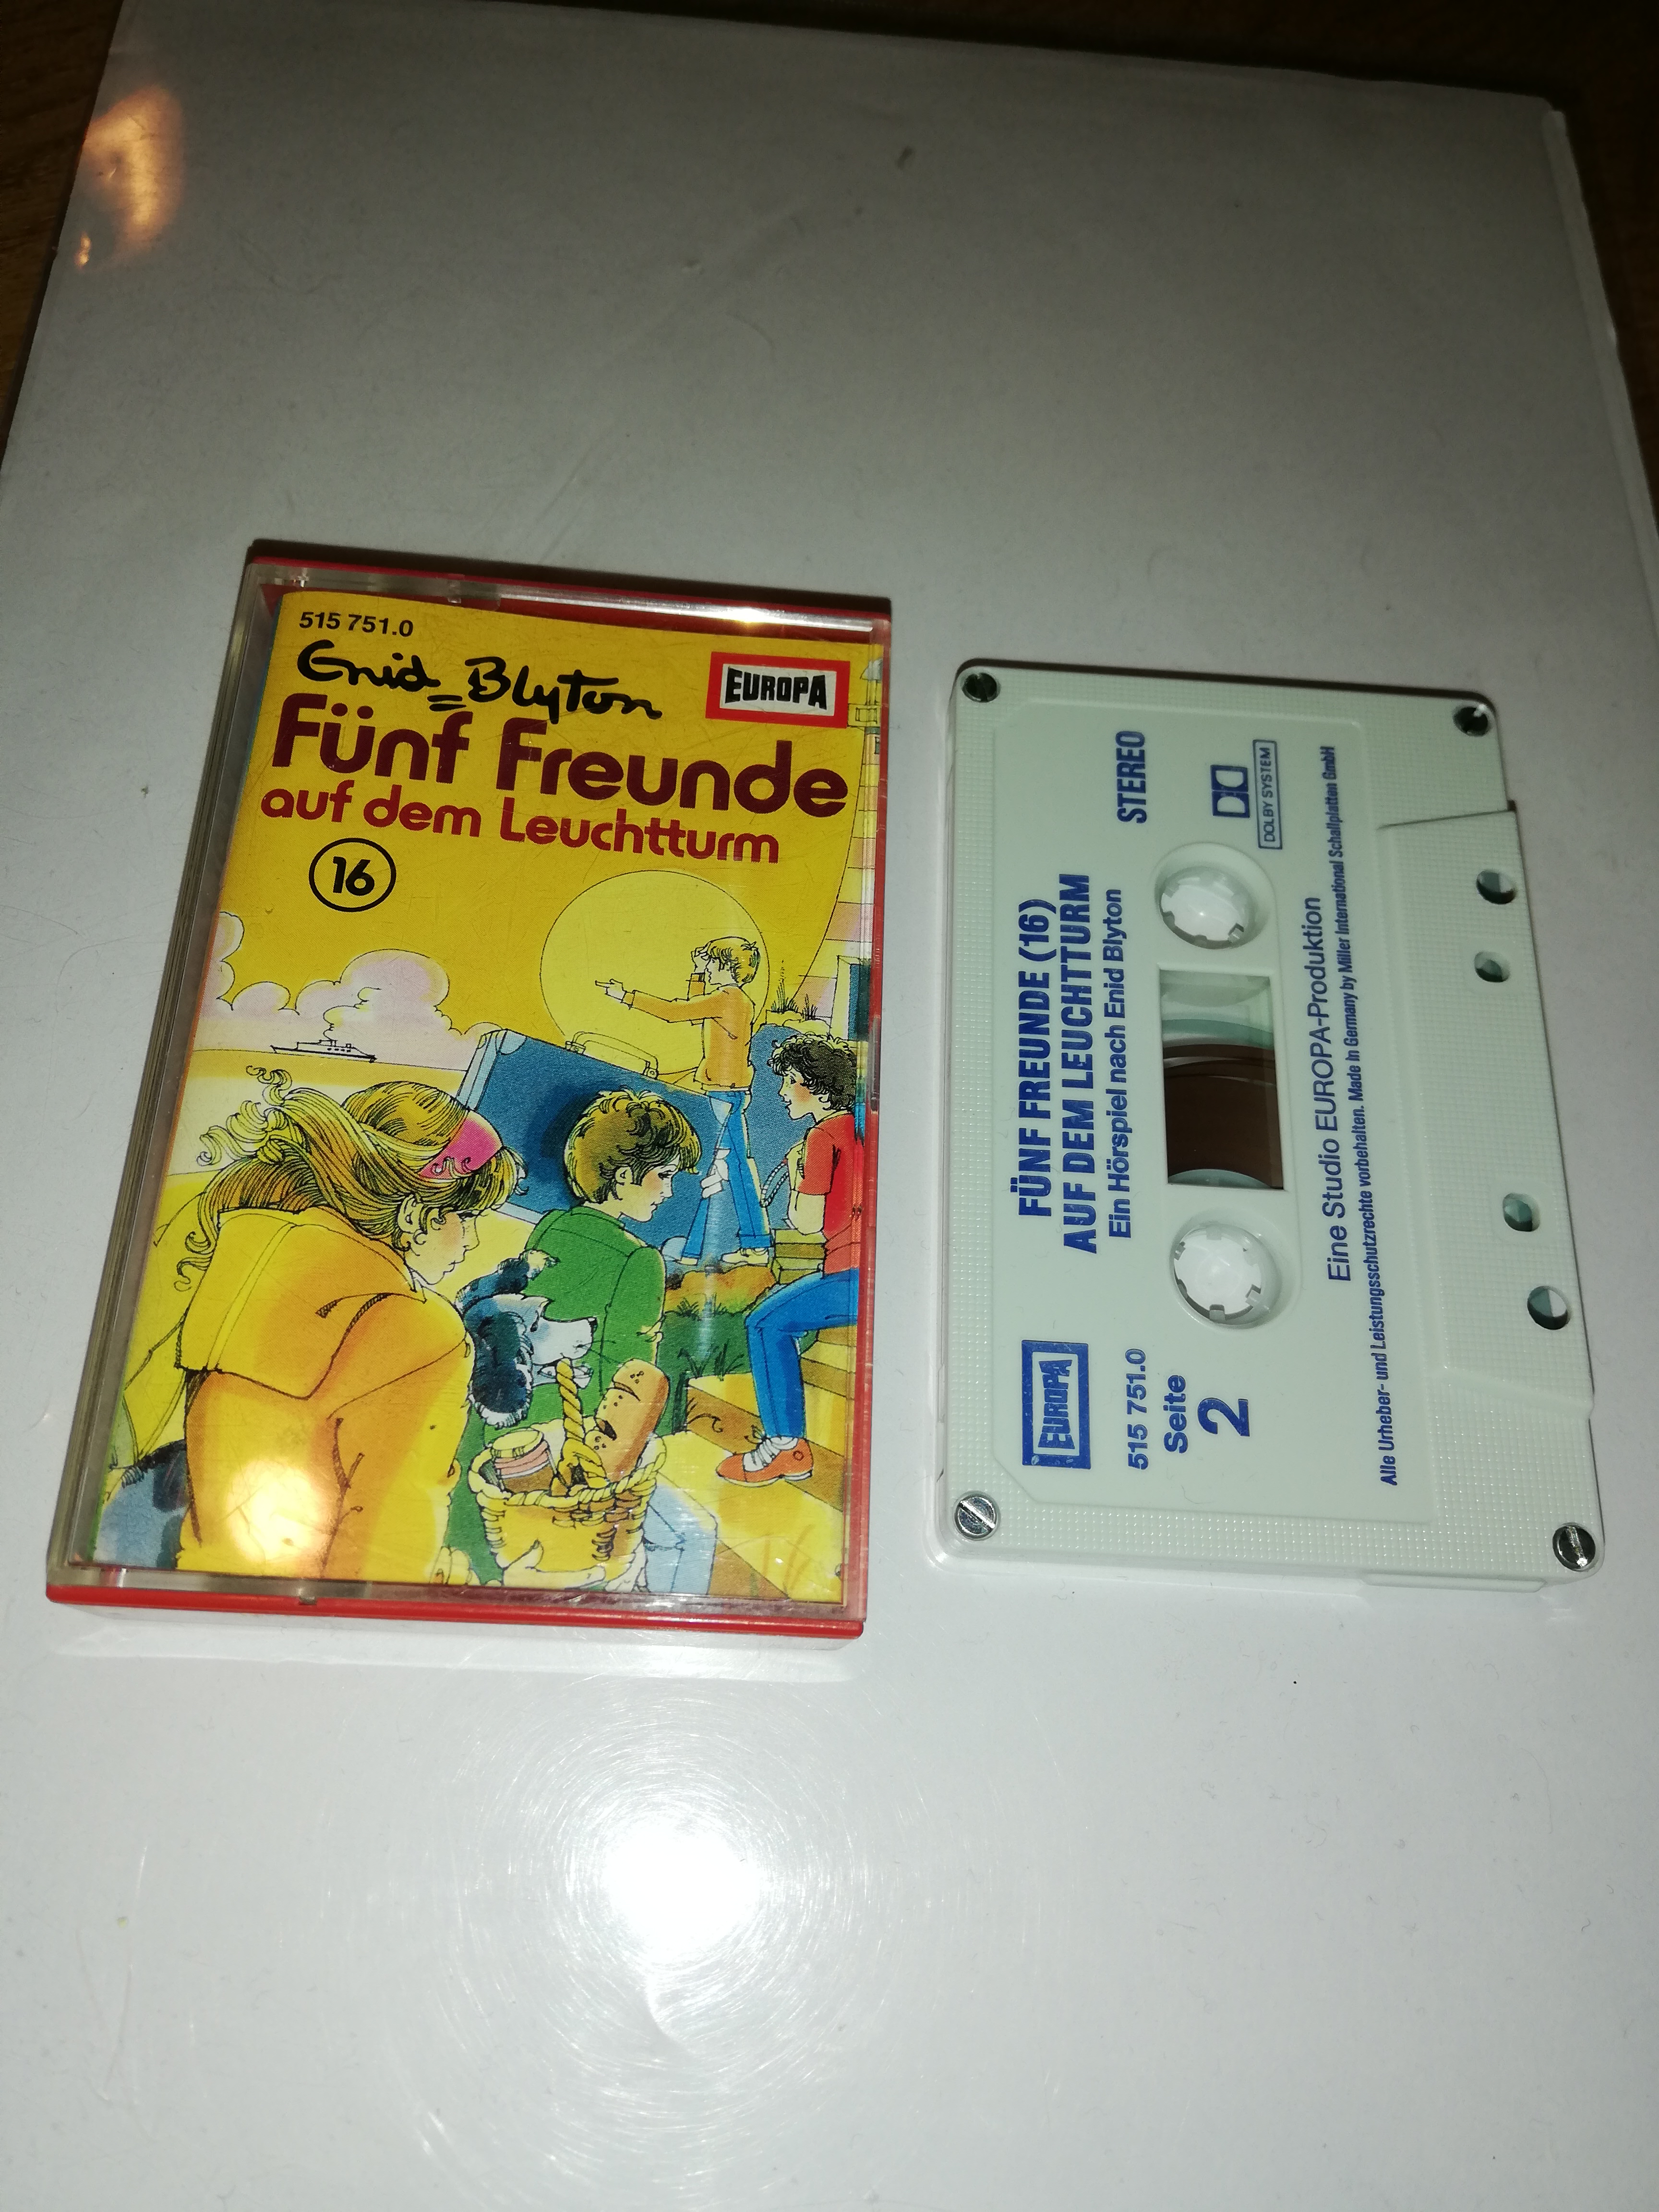 515 751.0
Enid Blyton
EUROPA
Fünf Freunde
auf dem Leuchtturm
16
FÜNF FREUNDE (16)
AUF DEM LEUCHTTURM
Ein Hörspiel nach Enid Blyton
STEREO
EUROPA
515 751.0
Seite
2
DOLBY SYSTEM
Eine Studio EUROPA-Produktion
Alle Urheber- und Leistungsschutzrechte vorbehalten. Made in Germany by Miller International Schallplatten GmbH